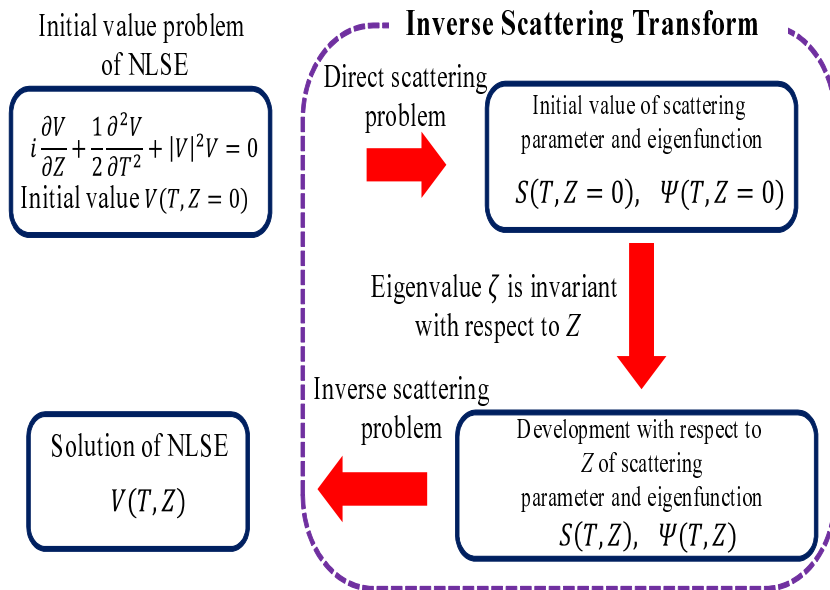 Initial value problem
of NLSE
i ∂V/∂Z + 1/2 ∂²V/∂T² + |V|²V = 0
Initial value V(T, Z = 0)
Inverse Scattering Transform
Direct scattering
problem
Initial value of scattering
parameter and eigenfunction
S(T, Z = 0), Ψ(T, Z = 0)
Eigenvalue ζ is invariant
with respect to Z
Inverse scattering
problem
Development with respect to
Z of scattering
parameter and eigenfunction
S(T, Z), Ψ(T, Z)
Solution of NLSE
V(T, Z)